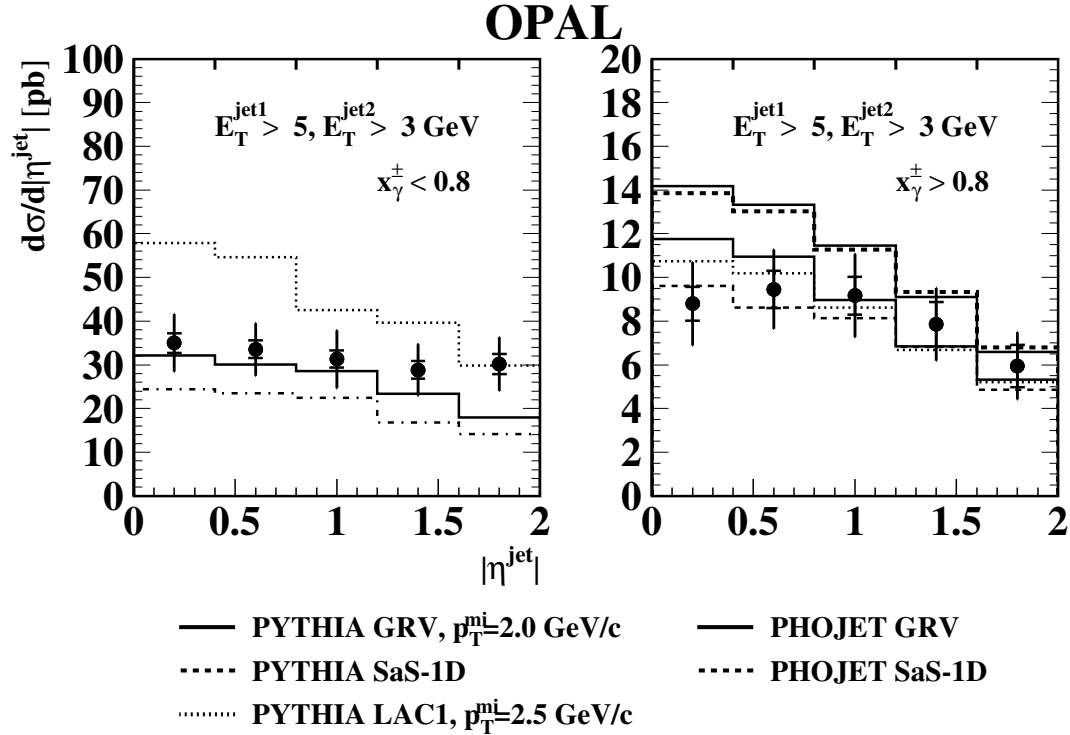 OPAL
dσ/d|η^jet| [pb]
100
90
80
70
60
50
40
30
20
10
0
E_T^jet1 > 5, E_T^jet2 > 3 GeV
x_γ^± < 0.8
0 0.5 1 1.5 2
20
18
16
14
12
10
8
6
4
2
0
E_T^jet1 > 5, E_T^jet2 > 3 GeV
x_γ^± > 0.8
0 0.5 1 1.5 2
|η^jet|
PYTHIA GRV, p_T^mi=2.0 GeV/c
PYTHIA SaS-1D
PYTHIA LAC1, p_T^mi=2.5 GeV/c
PHOJET GRV
PHOJET SaS-1D